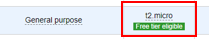 General purpose
t2.micro
Free tier eligible